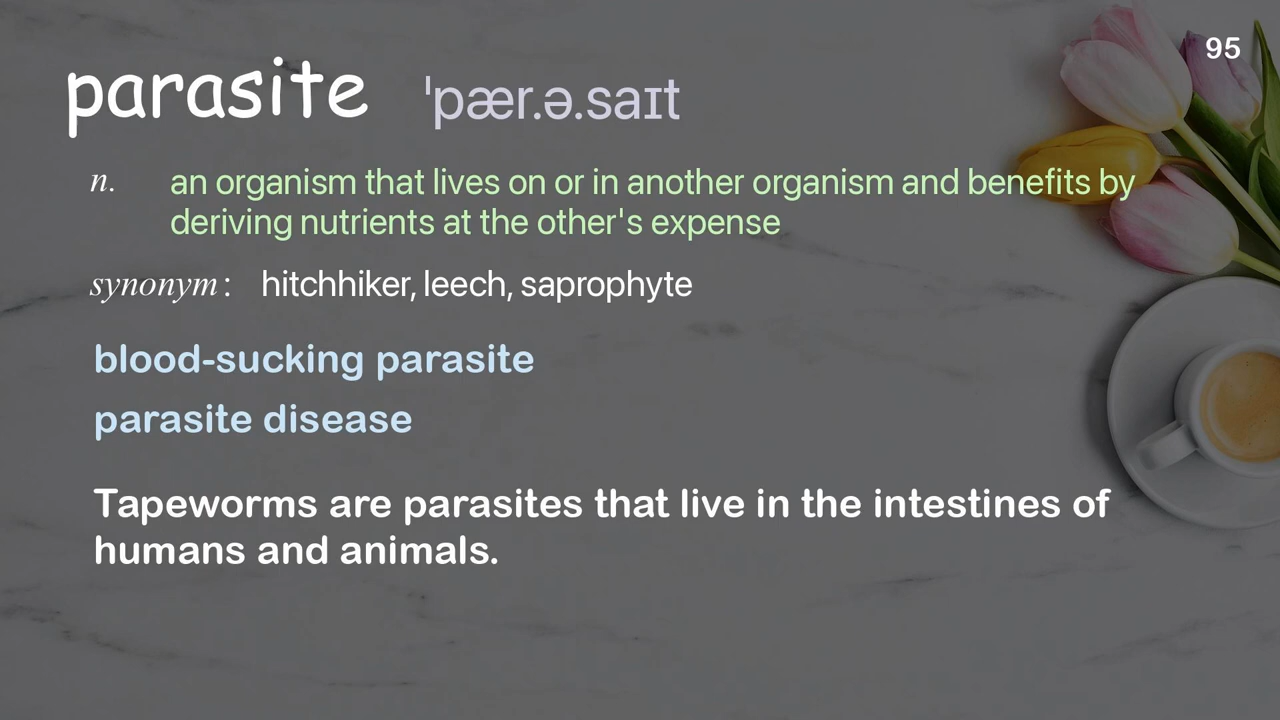 95
parasite ˈpær.ə.saɪt
n. an organism that lives on or in another organism and benefits by
deriving nutrients at the other's expense
synonym : hitchhiker, leech, saprophyte
blood-sucking parasite
parasite disease
Tapeworms are parasites that live in the intestines of
humans and animals.